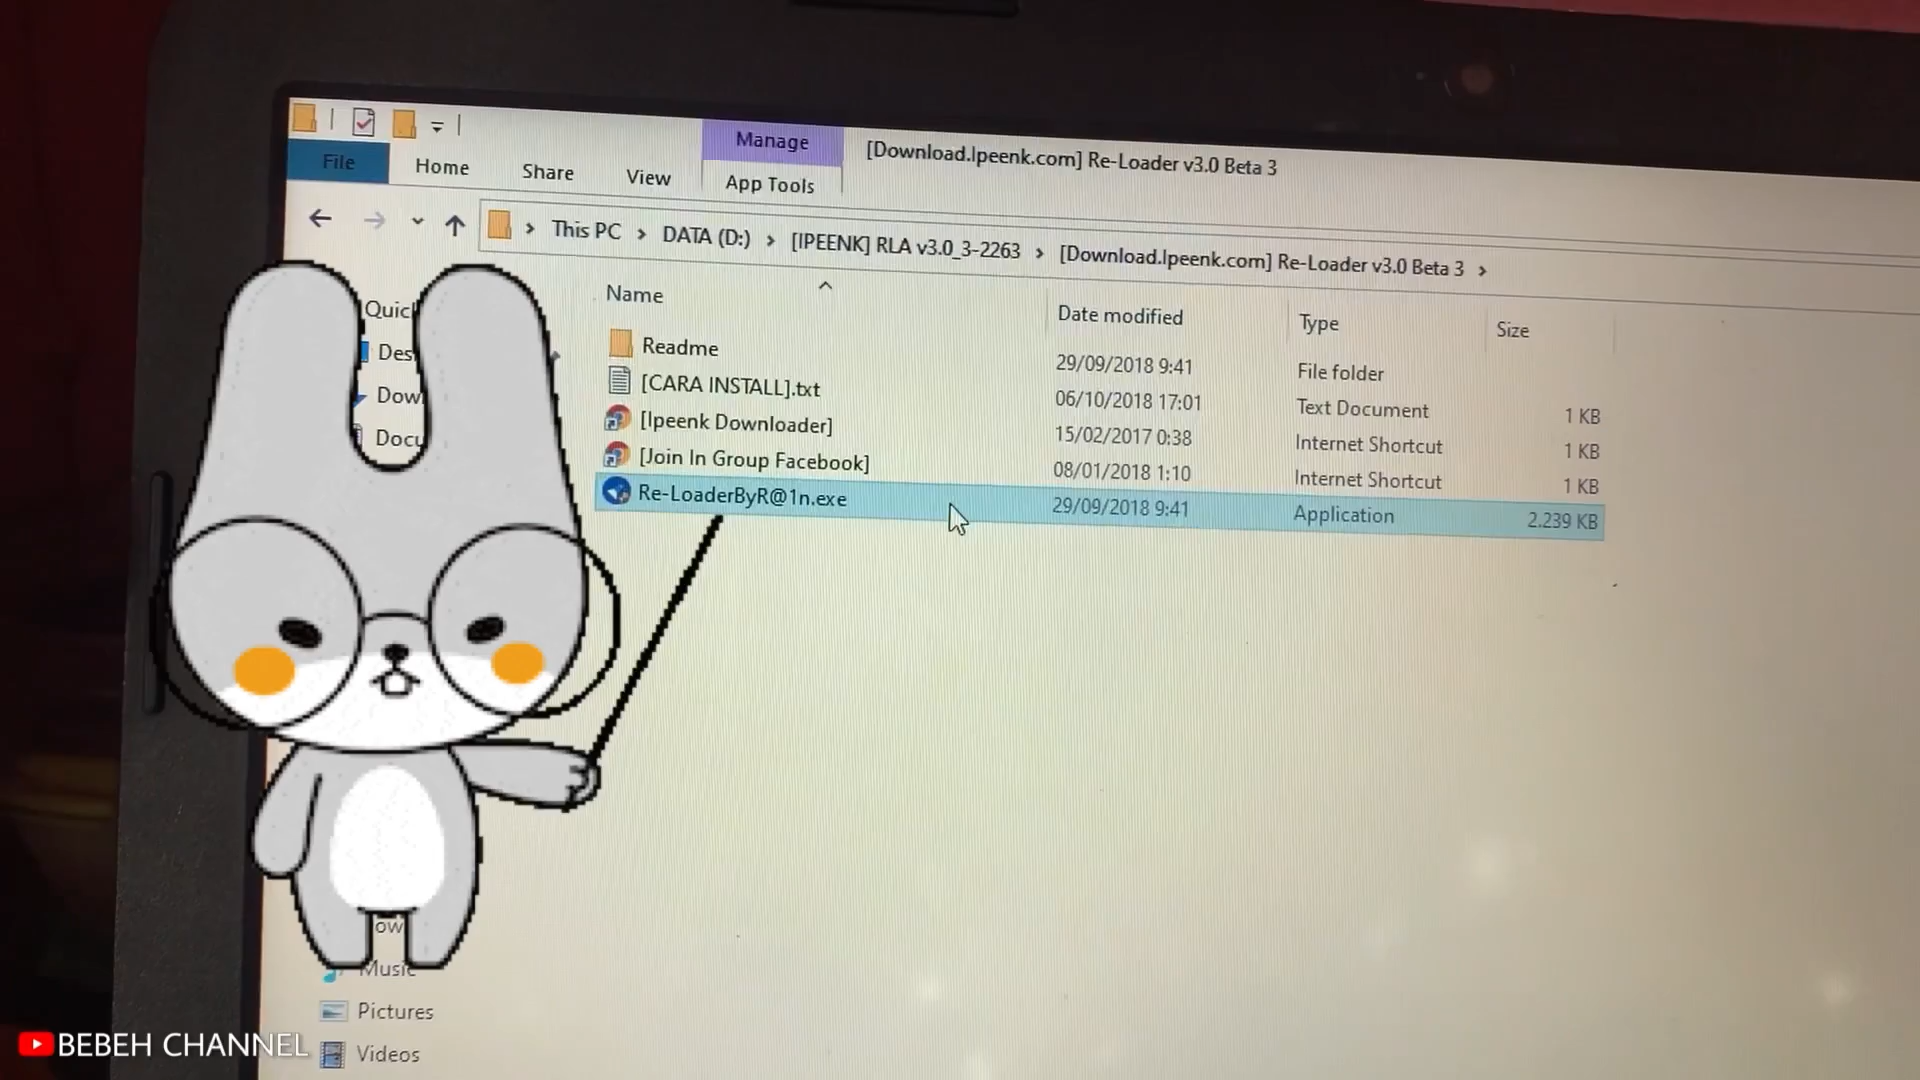 Manage
[Download.Ipeenk.com] Re-Loader v3.0 Beta 3
File
Home
Share
View
App Tools
This PC
DATA (D:)
[IPEENK] RLA v3.0_3-2263
[Download.Ipeenk.com] Re-Loader v3.0 Beta 3
Name
Date modified
Type
Size
Quic
Des
Dow
Docu
Readme
29/09/2018 9:41
File folder
[CARA INSTALL].txt
06/10/2018 17:01
Text Document
1 KB
[Ipeenk Downloader]
15/02/2017 0:38
Internet Shortcut
1 KB
[Join In Group Facebook]
08/01/2018 1:10
Internet Shortcut
1 KB
Re-LoaderByR@1n.exe
29/09/2018 9:41
Application
2.239 KB
ow
Music
Pictures
Videos
BEBEH CHANNEL